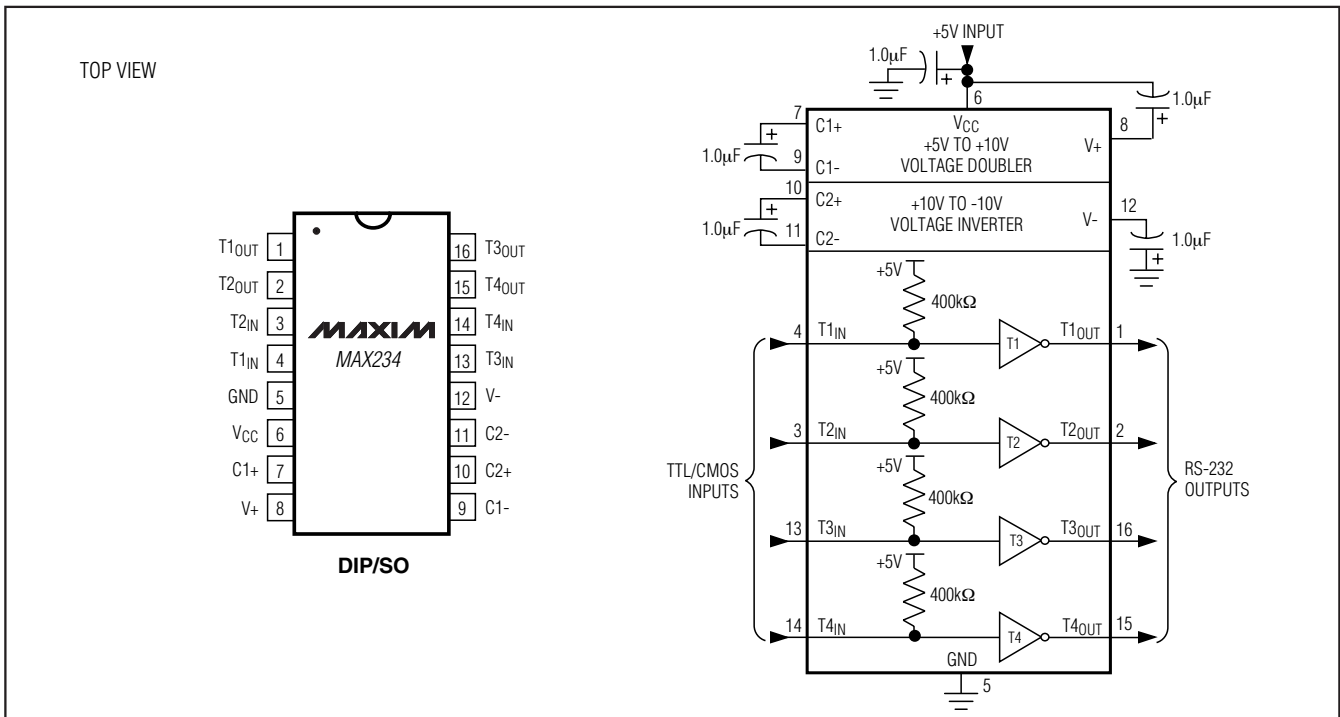 TOP VIEW
T1OUT 1
T2OUT 2
T2IN 3
T1IN 4
GND 5
VCC 6
C1+ 7
V+ 8
16 T3OUT
15 T4OUT
14 T4IN
13 T3IN
12 V-
11 C2-
10 C2+
9 C1-
MAXIM
MAX234
DIP/SO
+5V INPUT
1.0µF
+
6
1.0µF
+
7
C1+
VCC
+5V TO +10V
VOLTAGE DOUBLER
V+
8
1.0µF
+
9
C1-
10
C2+
+10V TO -10V
VOLTAGE INVERTER
V-
12
1.0µF
+
11
C2-
1.0µF
+
+5V
400kΩ
4
T1IN
T1
T1OUT
1
+5V
400kΩ
3
T2IN
T2
T2OUT
2
TTL/CMOS
INPUTS
+5V
400kΩ
RS-232
OUTPUTS
13
T3IN
T3
T3OUT
16
+5V
400kΩ
14
T4IN
T4
T4OUT
15
GND
5